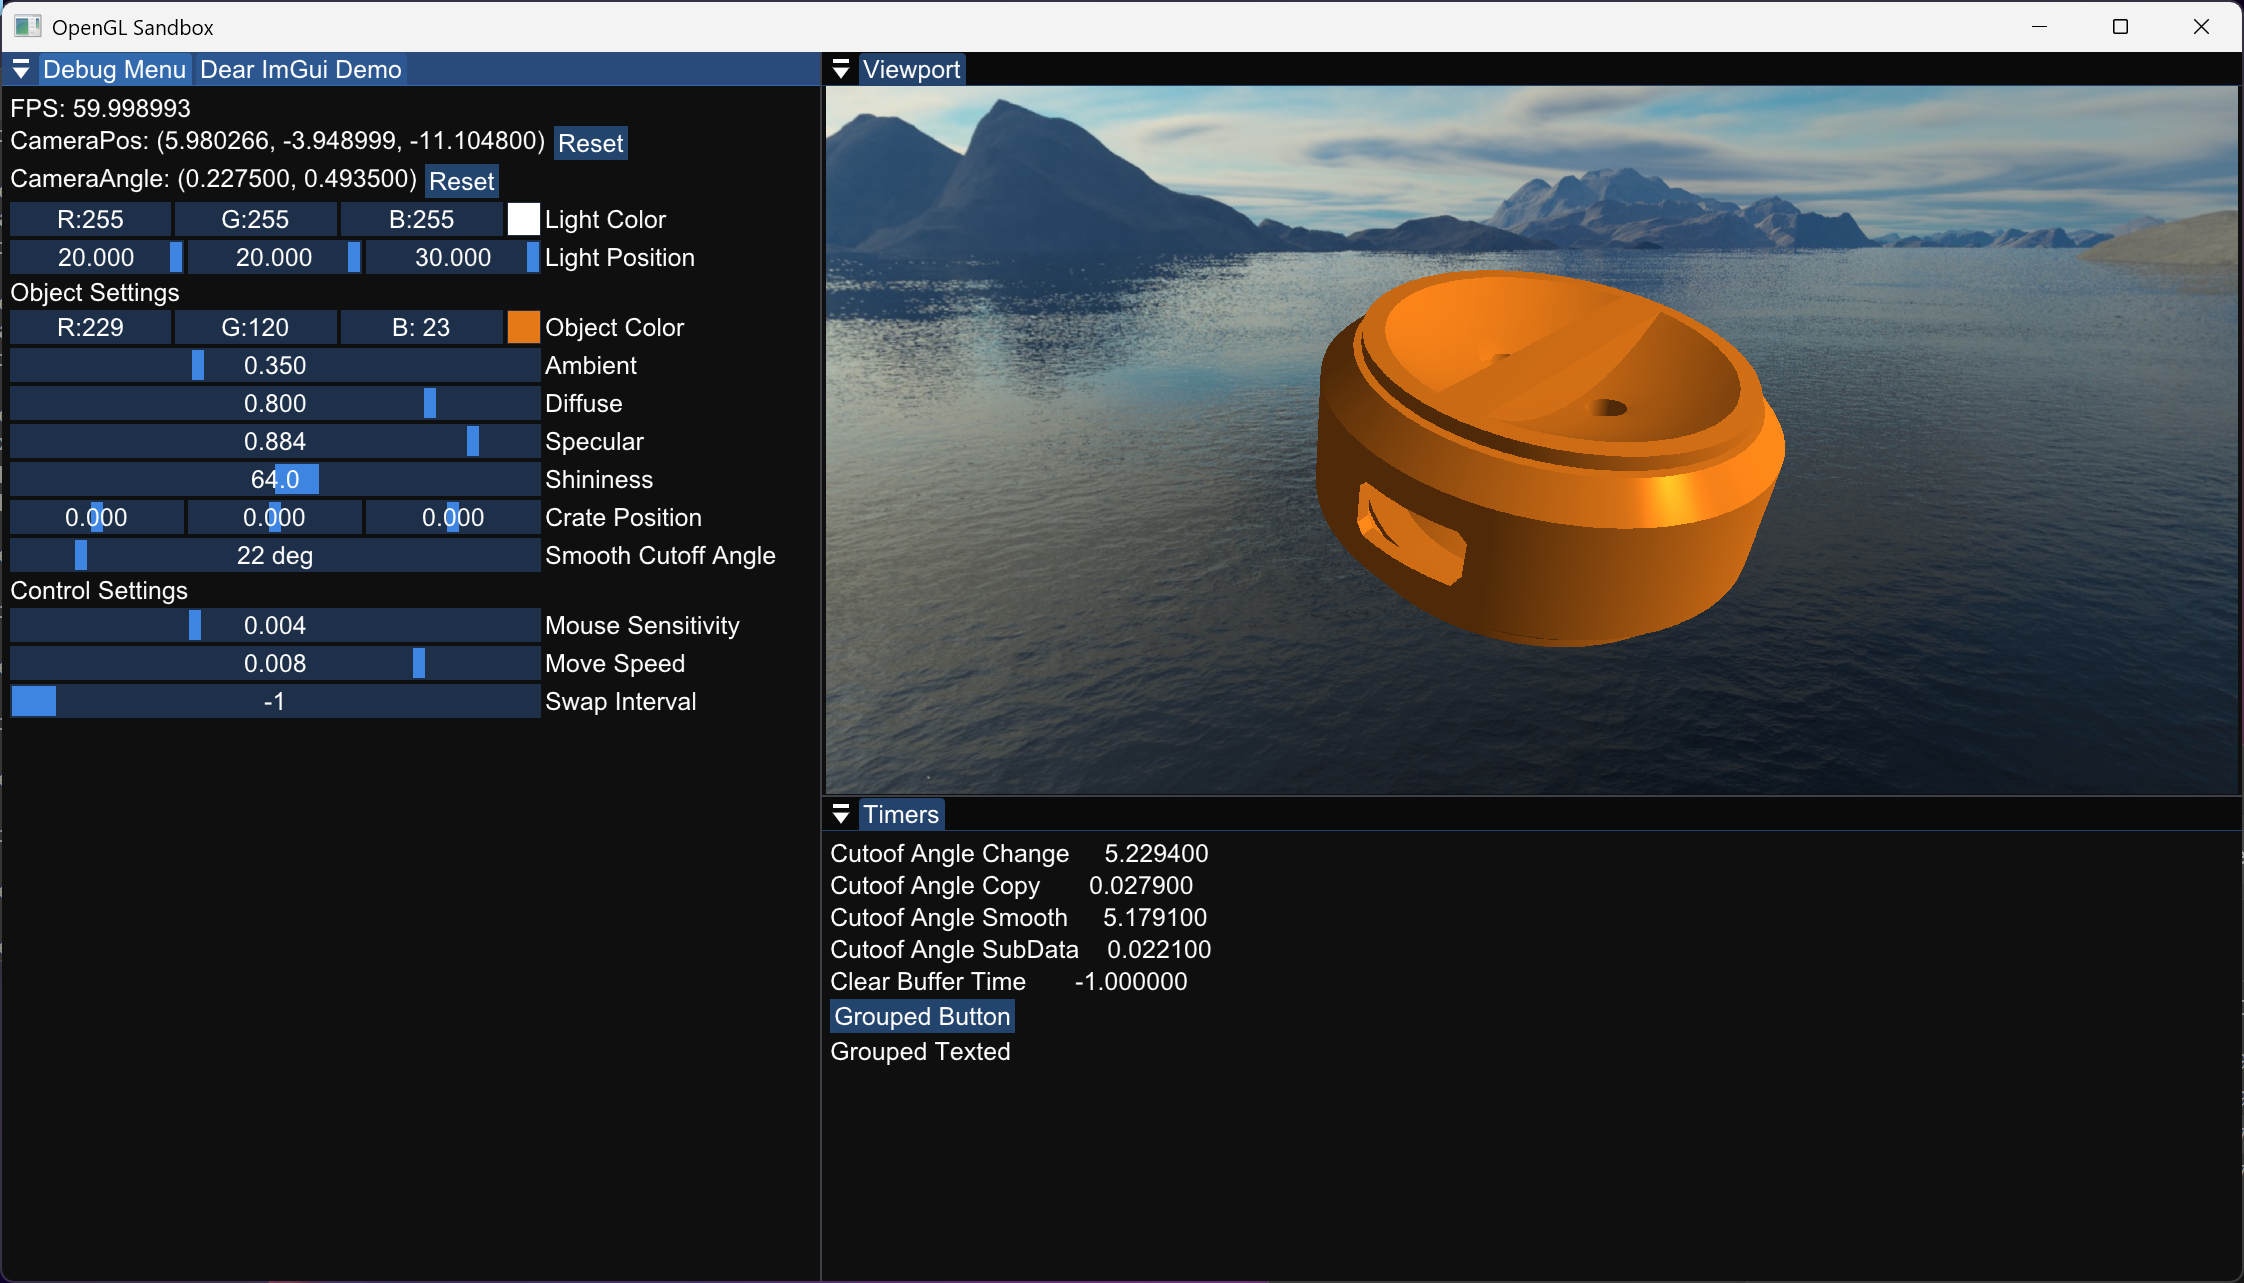 OpenGL Sandbox
Debug Menu Dear ImGui Demo
FPS: 59.998993
CameraPos: (5.980266, -3.948999, -11.104800) Reset
CameraAngle: (0.227500, 0.493500) Reset
R:255 G:255 B:255 Light Color
20.000 20.000 30.000 Light Position
Object Settings
R:229 G:120 B: 23 Object Color
0.350 Ambient
0.800 Diffuse
0.884 Specular
64.0 Shininess
0.000 0.000 0.000 Crate Position
22 deg Smooth Cutoff Angle
Control Settings
0.004 Mouse Sensitivity
0.008 Move Speed
-1 Swap Interval
Viewport
Timers
Cutoof Angle Change 5.229400
Cutoof Angle Copy 0.027900
Cutoof Angle Smooth 5.179100
Cutoof Angle SubData 0.022100
Clear Buffer Time -1.000000
Grouped Button
Grouped Texted